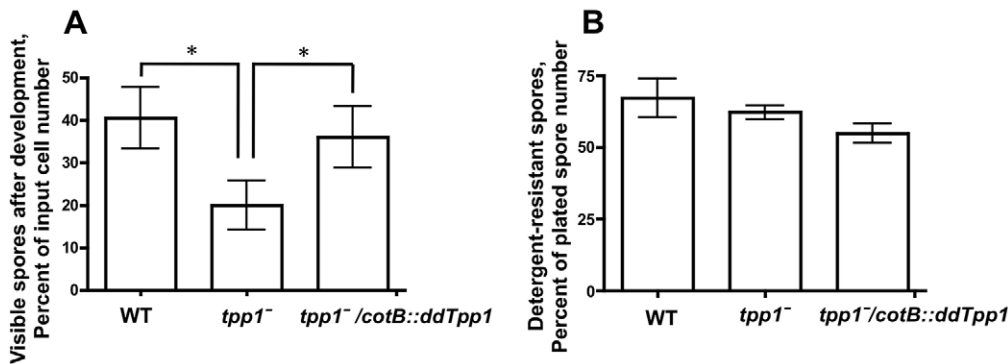 A
Visible spores after development,
Percent of input cell number
50
40
30
20
10
0
* *
WT tpp1⁻ tpp1⁻/cotB::ddTpp1
B
Detergent-resistant spores,
Percent of plated spore number
75
50
25
0
WT tpp1⁻ tpp1⁻/cotB::ddTpp1